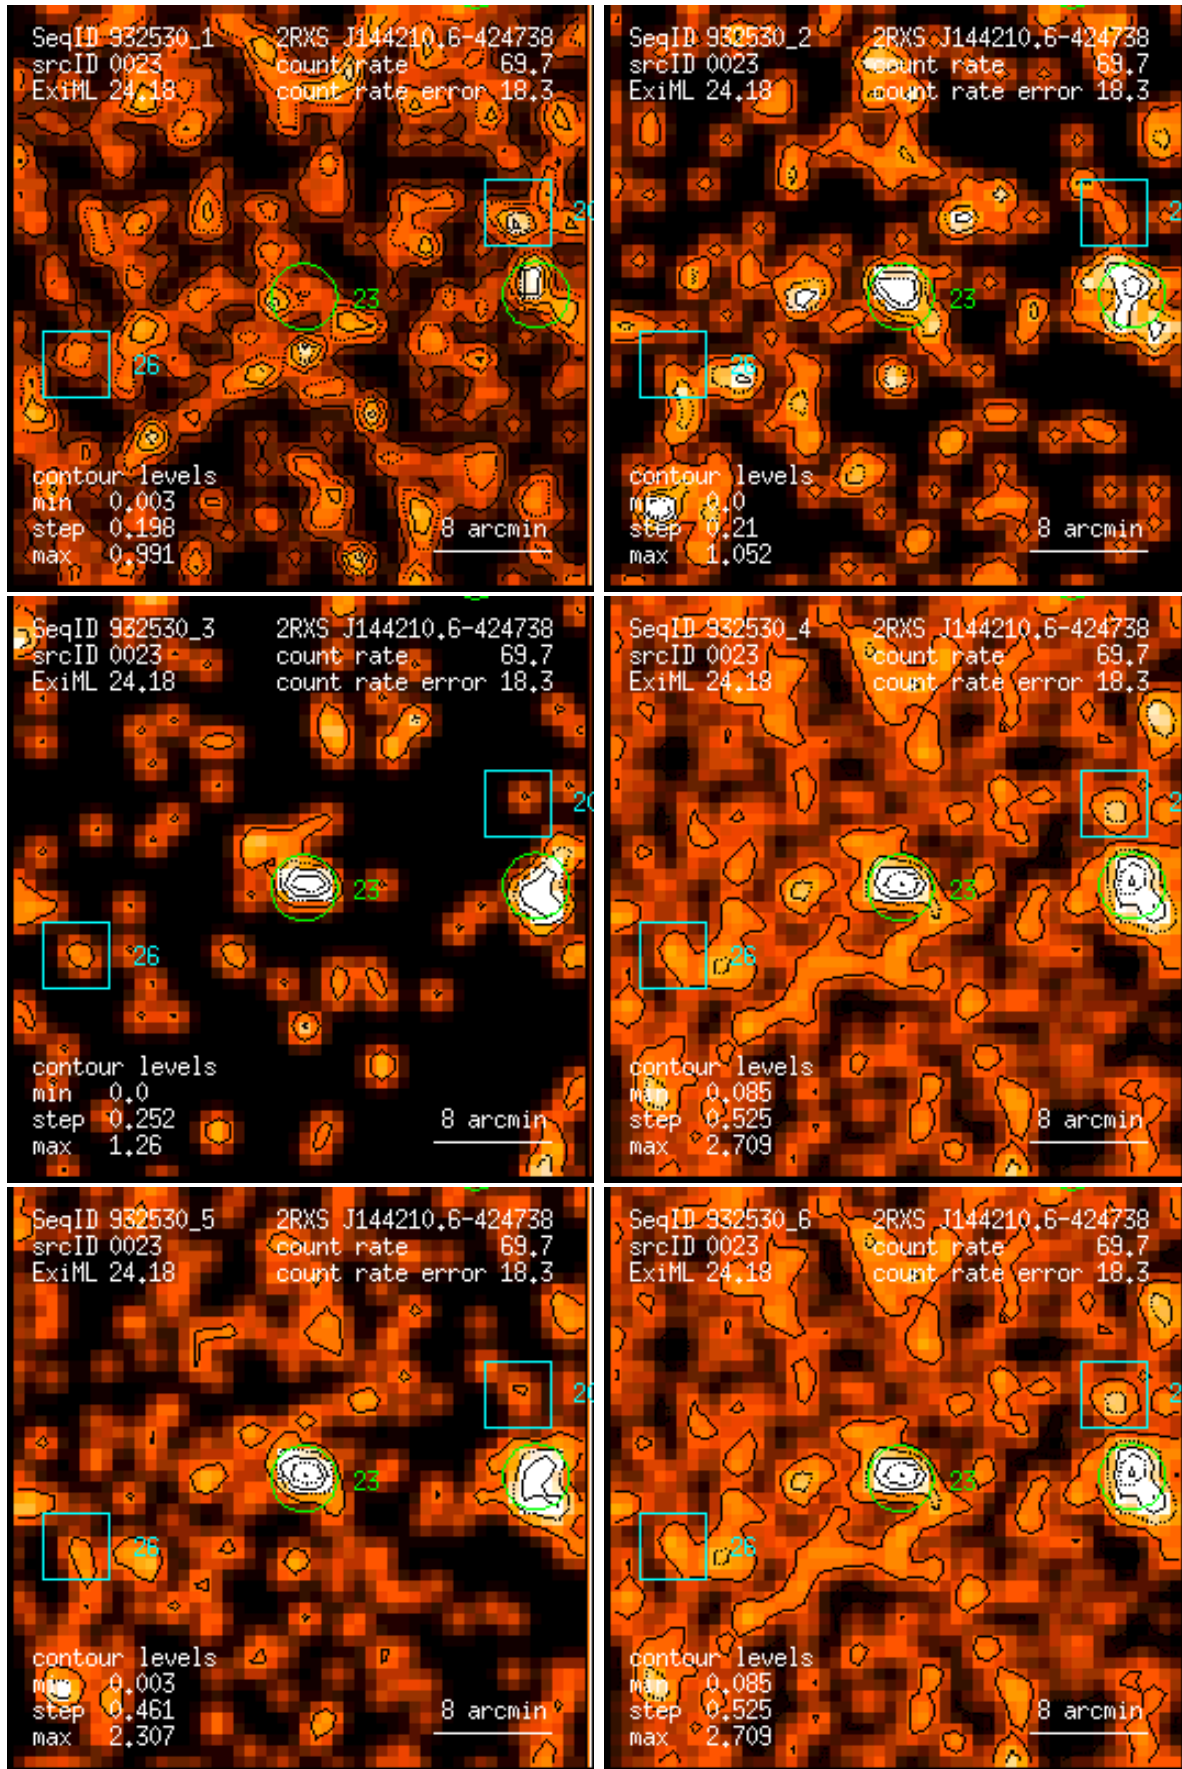 SeqID 932530_1 2RXS J144210.6-424738
srcID 0023 count rate 69.7
ExiML 24.18 count rate error 18.3
20
23
26
contour levels
min 0.003
step 0.198
max 0.991
8 arcmin
SeqID 932530_2 2RXS J144210.6-424738
srcID 0023 count rate 69.7
ExiML 24.18 count rate error 18.3
2
23
26
contour levels
min 0.0
step 0.21
max 1.052
8 arcmin
SeqID 932530_3 2RXS J144210.6-424738
srcID 0023 count rate 69.7
ExiML 24.18 count rate error 18.3
20
23
26
contour levels
min 0.0
step 0.252
max 1.26
8 arcmin
SeqID 932530_4 2RXS J144210.6-424738
srcID 0023 count rate 69.7
ExiML 24.18 count rate error 18.3
2
23
26
contour levels
min 0.085
step 0.525
max 2.709
8 arcmin
SeqID 932530_5 2RXS J144210.6-424738
srcID 0023 count rate 69.7
ExiML 24.18 count rate error 18.3
20
23
26
contour levels
min 0.003
step 0.461
max 2.307
8 arcmin
SeqID 932530_6 2RXS J144210.6-424738
srcID 0023 count rate 69.7
ExiML 24.18 count rate error 18.3
2
23
26
contour levels
min 0.085
step 0.525
max 2.709
8 arcmin